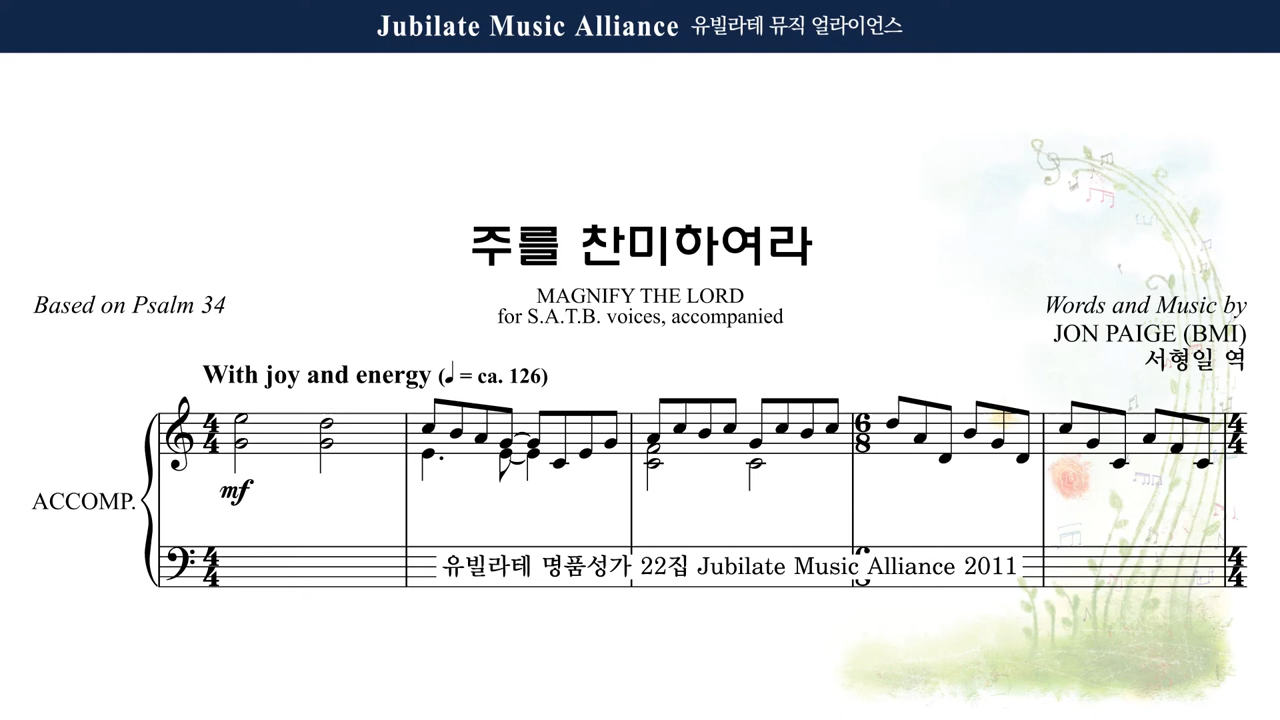 Jubilate Music Alliance 유빌라테 뮤직 얼라이언스
주를 찬미하여라
MAGNIFY THE LORD
for S.A.T.B. voices, accompanied
Based on Psalm 34
Words and Music by
JON PAIGE (BMI)
서형일 역
With joy and energy (♩ = ca. 126)
mf
ACCOMP.
유빌라테 명품성가 22집 Jubilate Music Alliance 2011